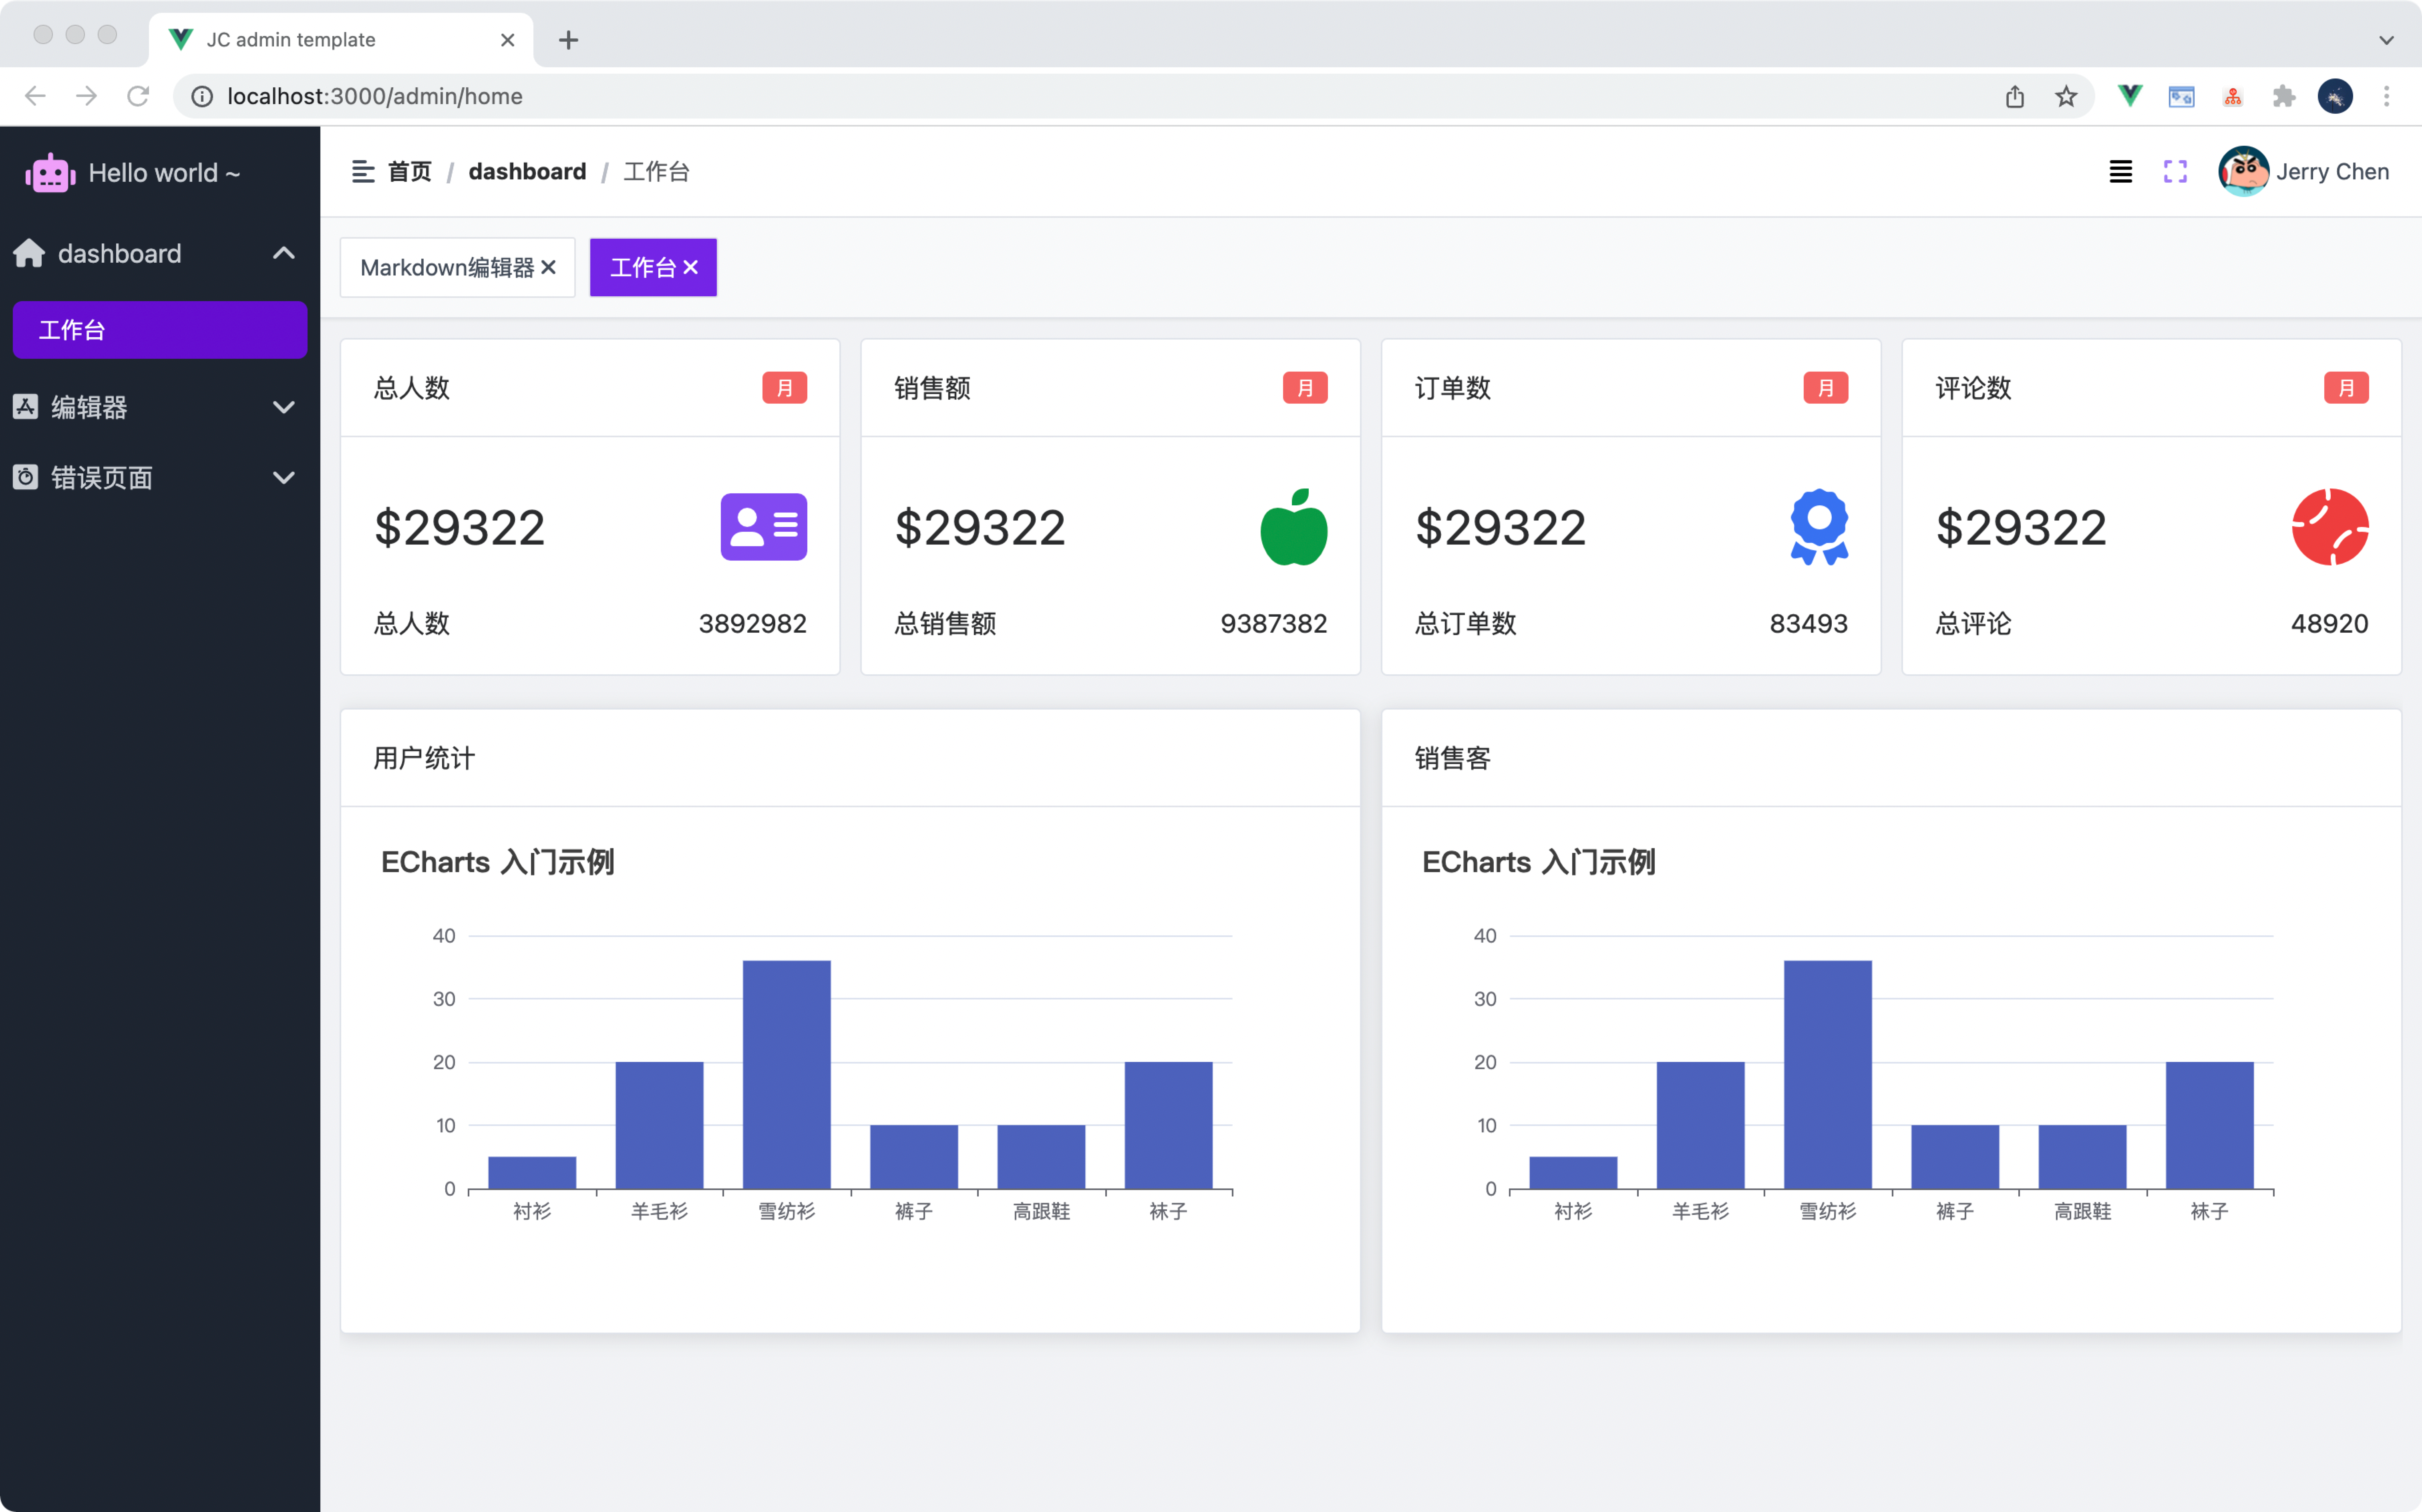 JC admin template
localhost:3000/admin/home
Hello world ~
首页 / dashboard / 工作台
Jerry Chen
dashboard
工作台
编辑器
错误页面
Markdown编辑器
工作台
总人数 月
$29322
总人数 3892982
销售额 月
$29322
总销售额 9387382
订单数 月
$29322
总订单数 83493
评论数 月
$29322
总评论 48920
用户统计
ECharts 入门示例
40
30
20
10
0
衬衫 羊毛衫 雪纺衫 裤子 高跟鞋 袜子
销售客
ECharts 入门示例
40
30
20
10
0
衬衫 羊毛衫 雪纺衫 裤子 高跟鞋 袜子